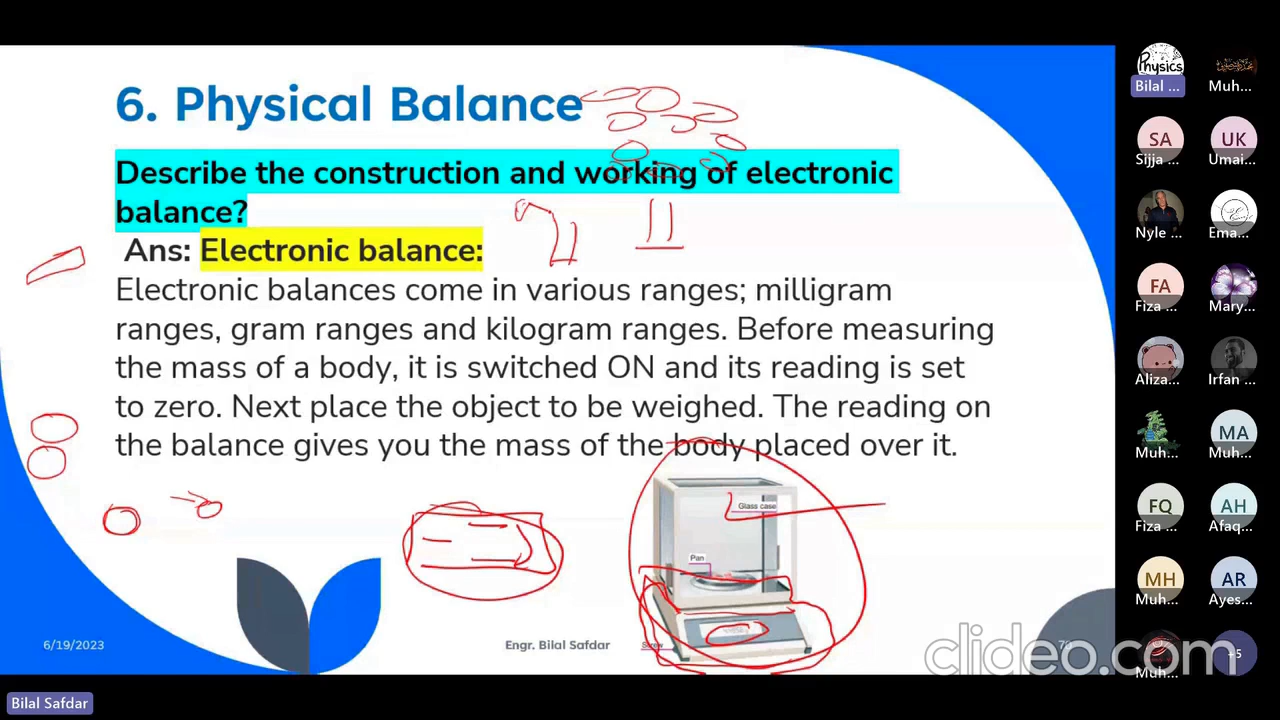 6. Physical Balance
Describe the construction and working of electronic
balance?
Ans: Electronic balance:
Electronic balances come in various ranges; milligram
ranges, gram ranges and kilogram ranges. Before measuring
the mass of a body, it is switched ON and its reading is set
to zero. Next place the object to be weighed. The reading on
the balance gives you the mass of the body placed over it.
Glass case
Pan
Screw
6/19/2023
Engr. Bilal Safdar
clideo.com
Physics
Bilal ...
Muh...
SA
Sijja ...
UK
Umai...
Nyle ...
Ema...
FA
Fiza ...
Mary...
Aliza...
Irfan ...
Muh...
MA
Muh...
FQ
Fiza ...
AH
Afaq...
MH
Muh...
AR
Ayes...
Muh...
+5
Bilal Safdar